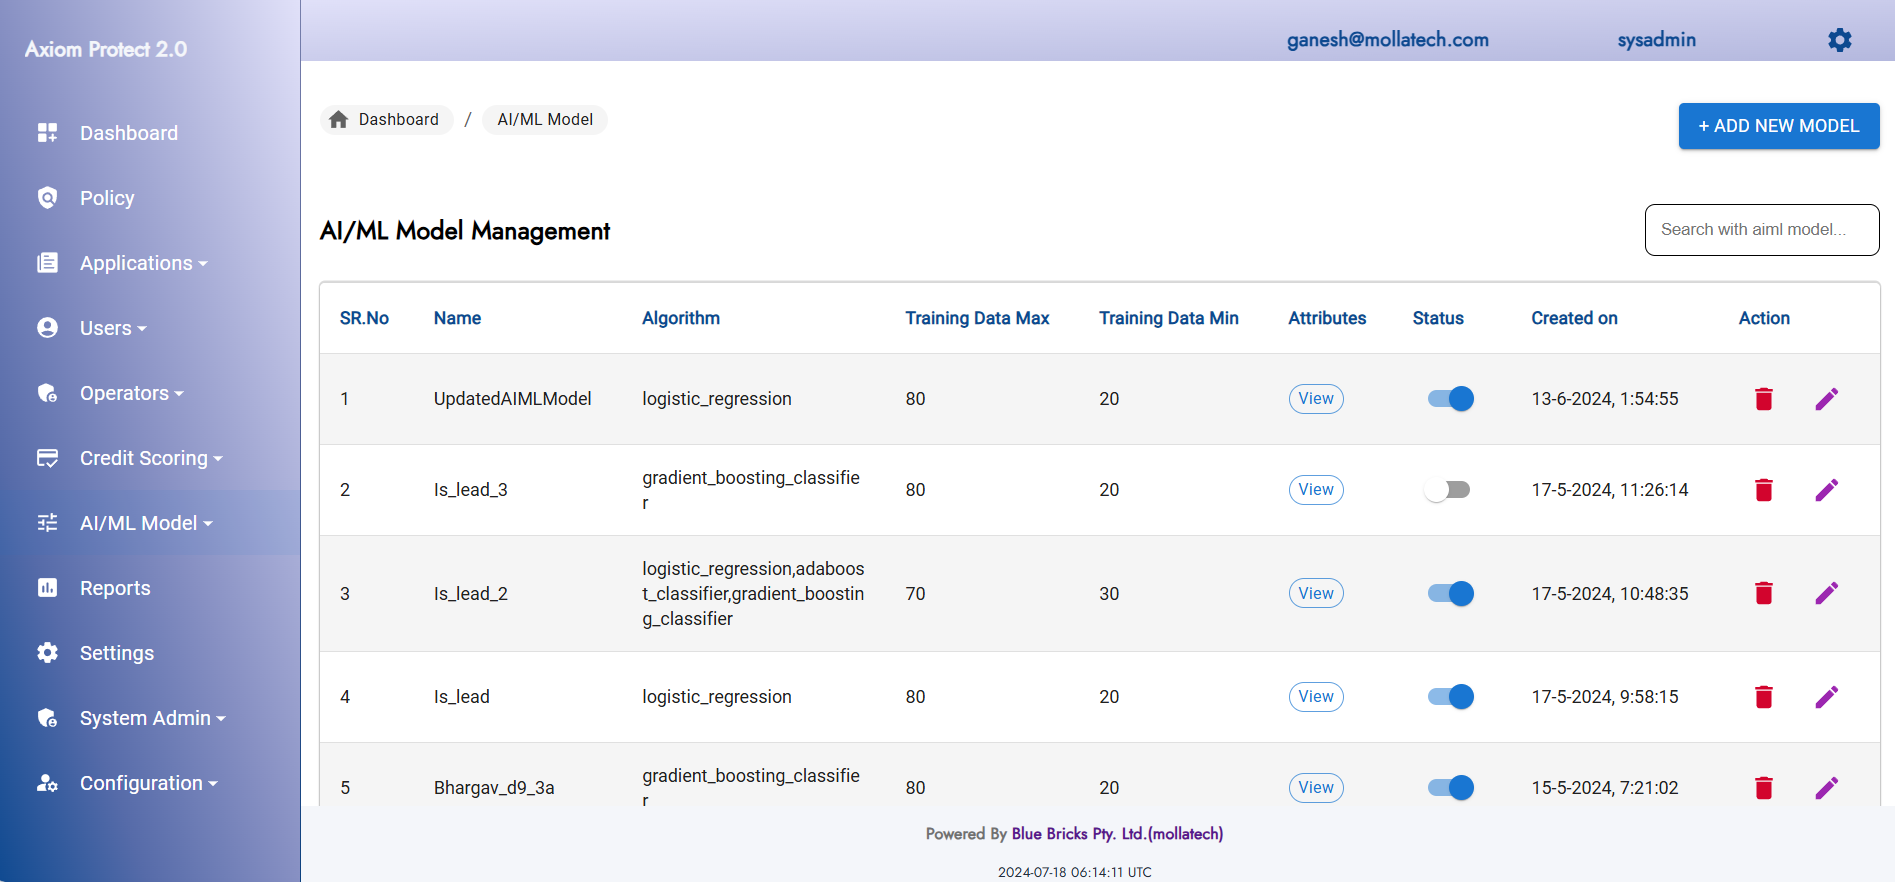 Axiom Protect 2.0
ganesh@mollatech.com
sysadmin
Dashboard
Policy
Applications
Users
Operators
Credit Scoring
AI/ML Model
Reports
Settings
System Admin
Configuration
Dashboard / AI/ML Model
+ ADD NEW MODEL
AI/ML Model Management
Search with aiml model...
SR.No Name Algorithm Training Data Max Training Data Min Attributes Status Created on Action
1 UpdatedAIMLModel logistic_regression 80 20 View 13-6-2024, 1:54:55
2 Is_lead_3 gradient_boosting_classifie
r 80 20 View 17-5-2024, 11:26:14
3 Is_lead_2 logistic_regression,adaboos
t_classifier,gradient_boostin
g_classifier 70 30 View 17-5-2024, 10:48:35
4 Is_lead logistic_regression 80 20 View 17-5-2024, 9:58:15
5 Bhargav_d9_3a gradient_boosting_classifie
r 80 20 View 15-5-2024, 7:21:02
Powered By Blue Bricks Pty. Ltd.(mollatech)
2024-07-18 06:14:11 UTC